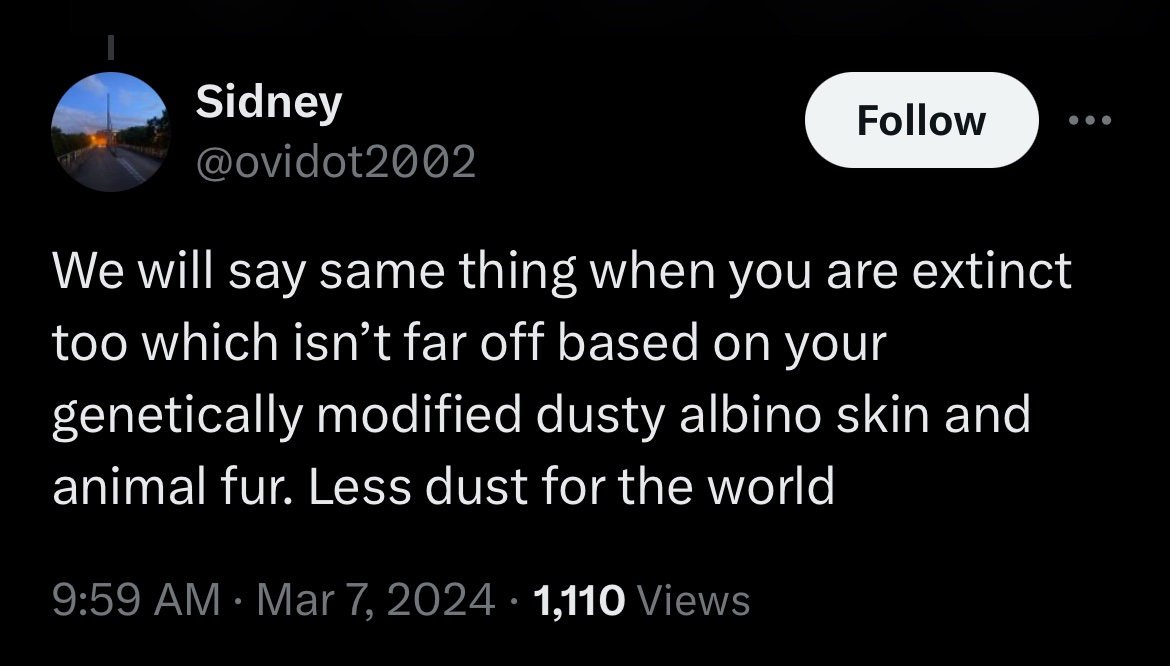 Sidney
Follow
@ovidot2002
We will say same thing when you are extinct
too which isn’t far off based on your
genetically modified dusty albino skin and
animal fur. Less dust for the world
9:59 AM · Mar 7, 2024 · 1,110 Views